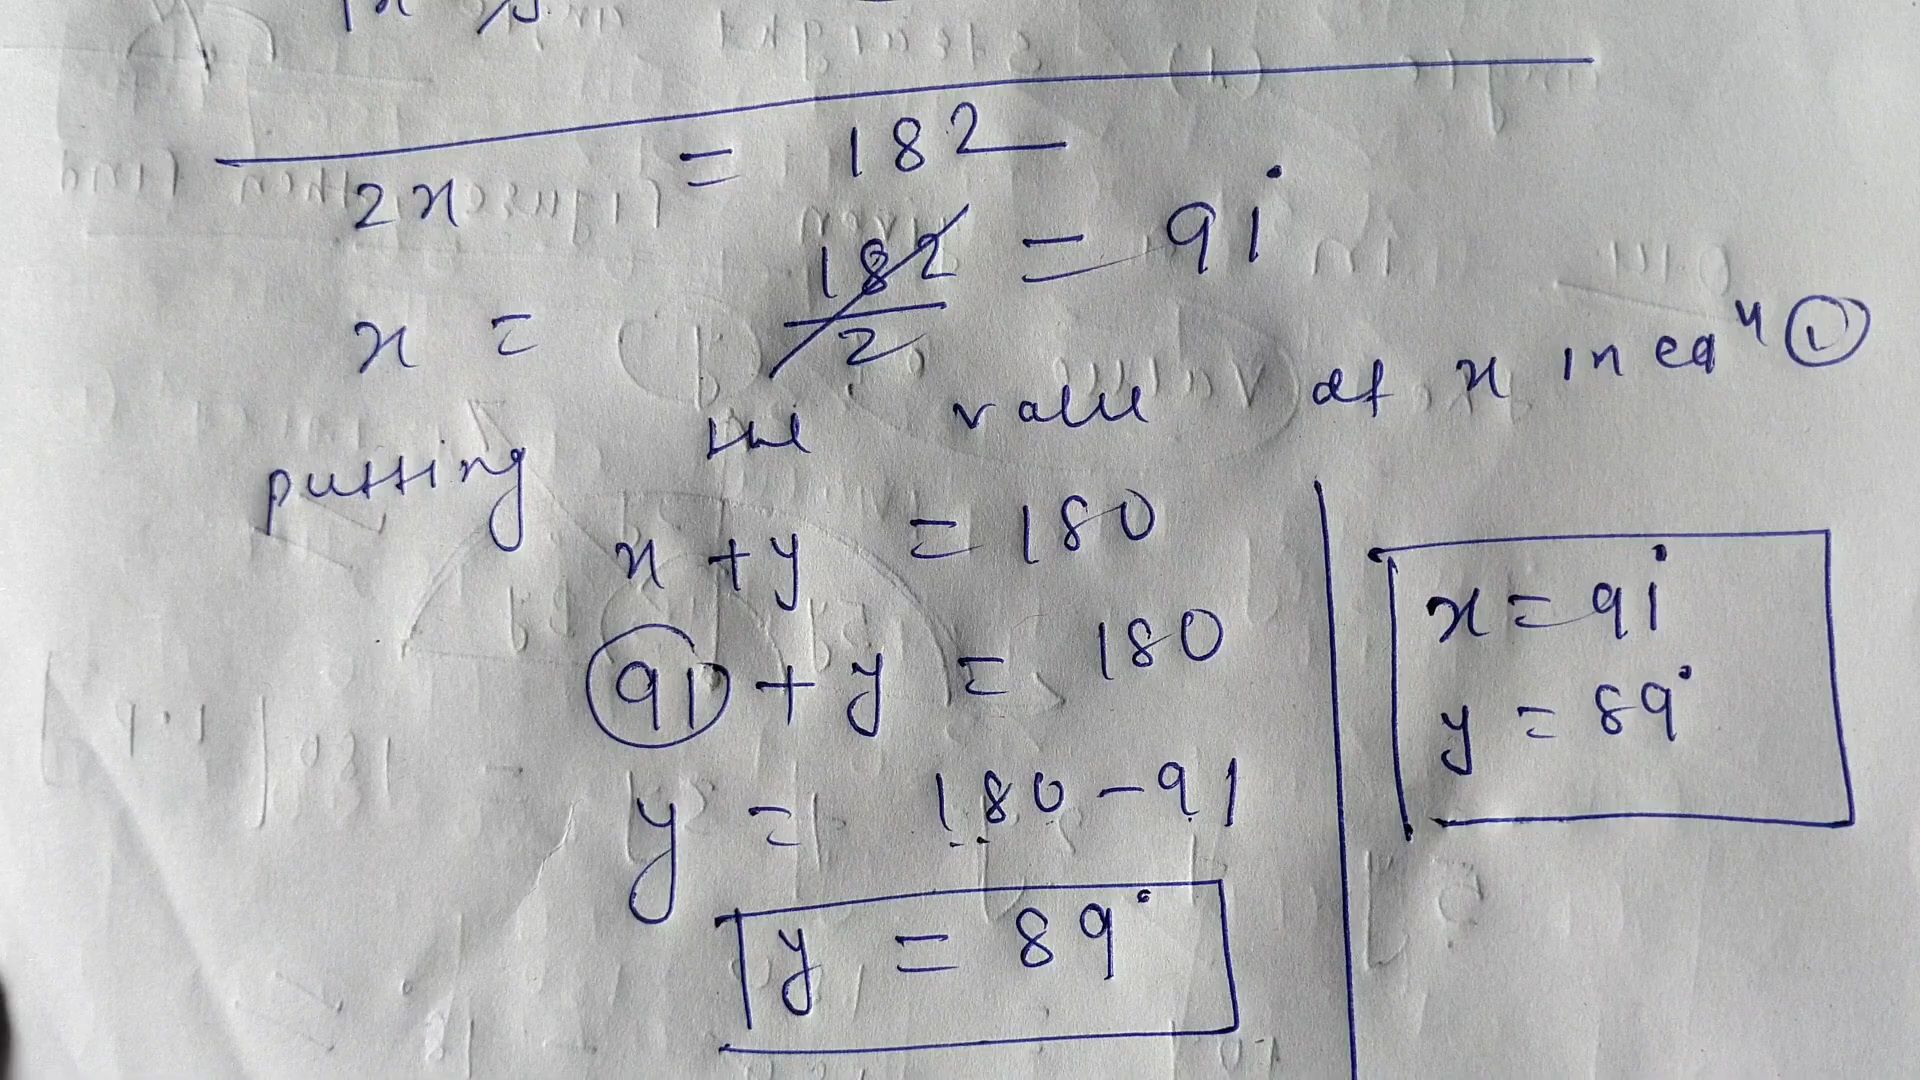 2x = 182
x = 182/2 = 91°
putting the value of x in eqn ①
x + y = 180
91 + y = 180
y = 180 - 91
y = 89°
x = 91°
y = 89°